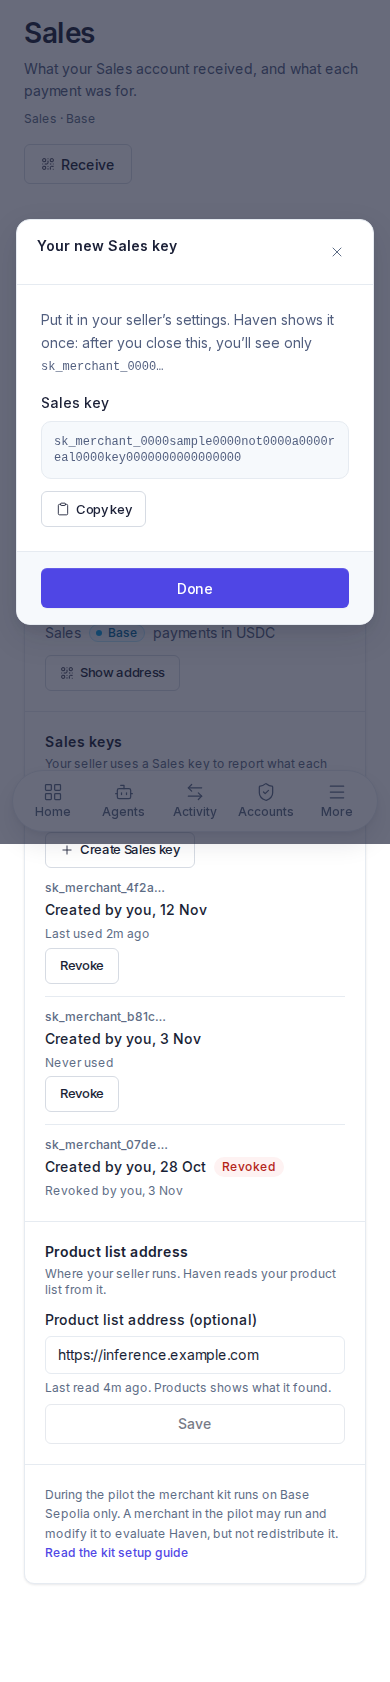 Sales
What your Sales account received, and what each
payment was for.
Sales · Base
Receive
Your new Sales key
Put it in your seller’s settings. Haven shows it
once: after you close this, you’ll see only
sk_merchant_0000…
Sales key
sk_merchant_0000sample0000not0000a0000r
eal0000key0000000000000000
Copy key
Done
Sales Base payments in USDC
Show address
Sales keys
Your seller uses a Sales key to report what each
Home Agents Activity Accounts More
Create Sales key
sk_merchant_4f2a…
Created by you, 12 Nov
Last used 2m ago
Revoke
sk_merchant_b81c…
Created by you, 3 Nov
Never used
Revoke
sk_merchant_07de…
Created by you, 28 Oct Revoked
Revoked by you, 3 Nov
Product list address
Where your seller runs. Haven reads your product
list from it.
Product list address (optional)
https://inference.example.com
Last read 4m ago. Products shows what it found.
Save
During the pilot the merchant kit runs on Base
Sepolia only. A merchant in the pilot may run and
modify it to evaluate Haven, but not redistribute it.
Read the kit setup guide